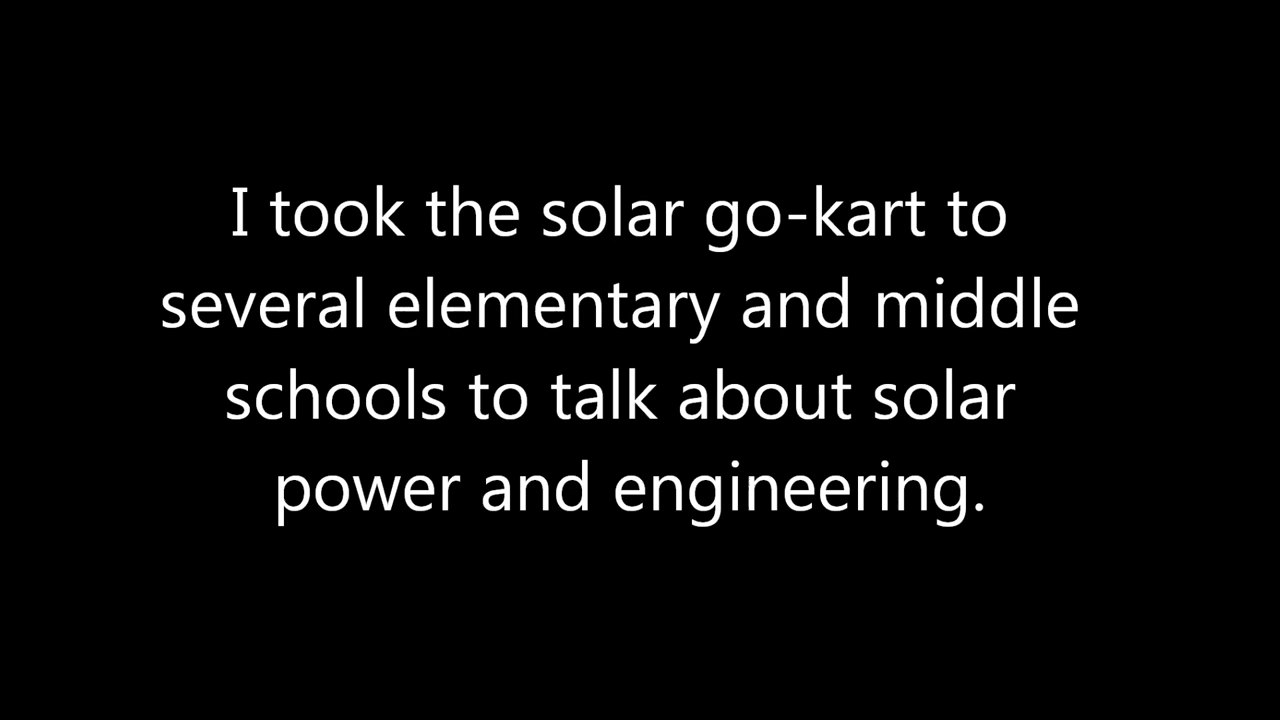 I took the solar go-kart to
several elementary and middle
schools to talk about solar
power and engineering.